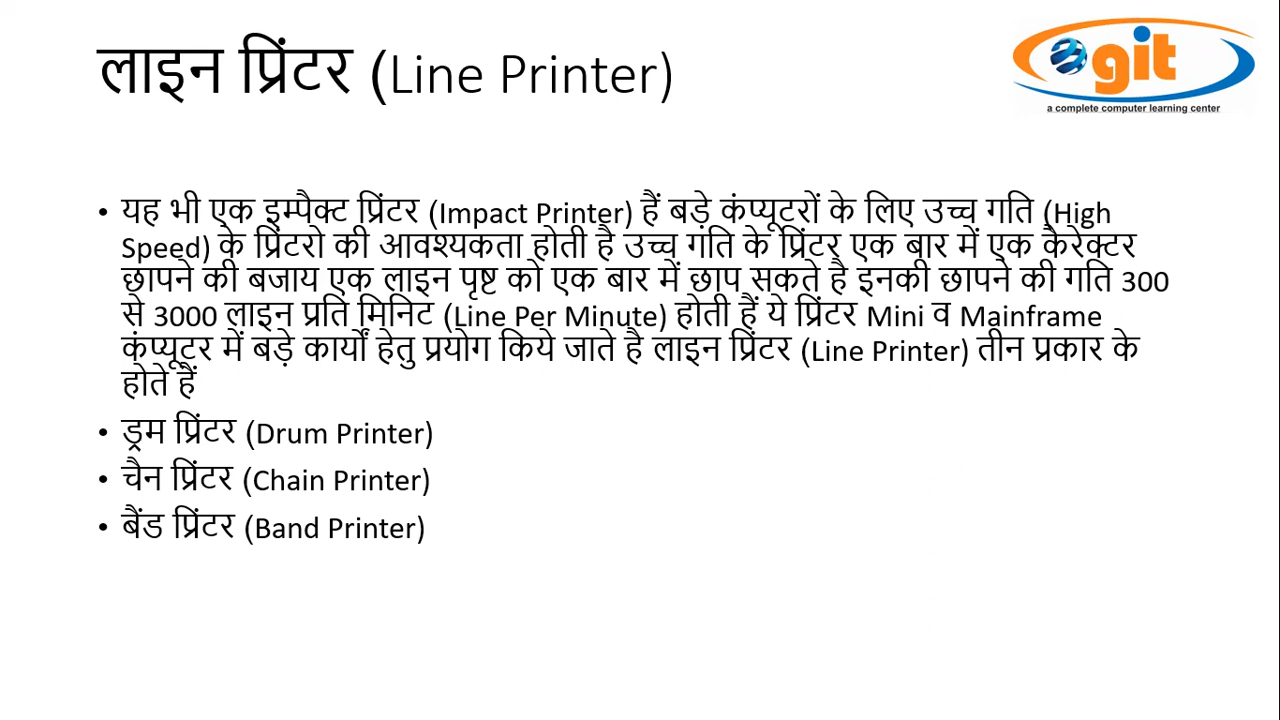 लाइन प्रिंटर (Line Printer)
egit
a complete computer learning center
• यह भी एक इम्पैक्ट प्रिंटर (Impact Printer) हैं बड़े कंप्यूटरों के लिए उच्च गति (High
Speed) के प्रिंटरो की आवश्यकता होती है उच्च गति के प्रिंटर एक बार में एक कैरेक्टर
छापने की बजाय एक लाइन पृष्ट को एक बार में छाप सकते है इनकी छापने की गति 300
से 3000 लाइन प्रति मिनिट (Line Per Minute) होती हैं ये प्रिंटर Mini व Mainframe
कंप्यूटर में बड़े कार्यों हेतु प्रयोग किये जाते है लाइन प्रिंटर (Line Printer) तीन प्रकार के
होते हैं
• ड्रम प्रिंटर (Drum Printer)
• चैन प्रिंटर (Chain Printer)
• बैंड प्रिंटर (Band Printer)